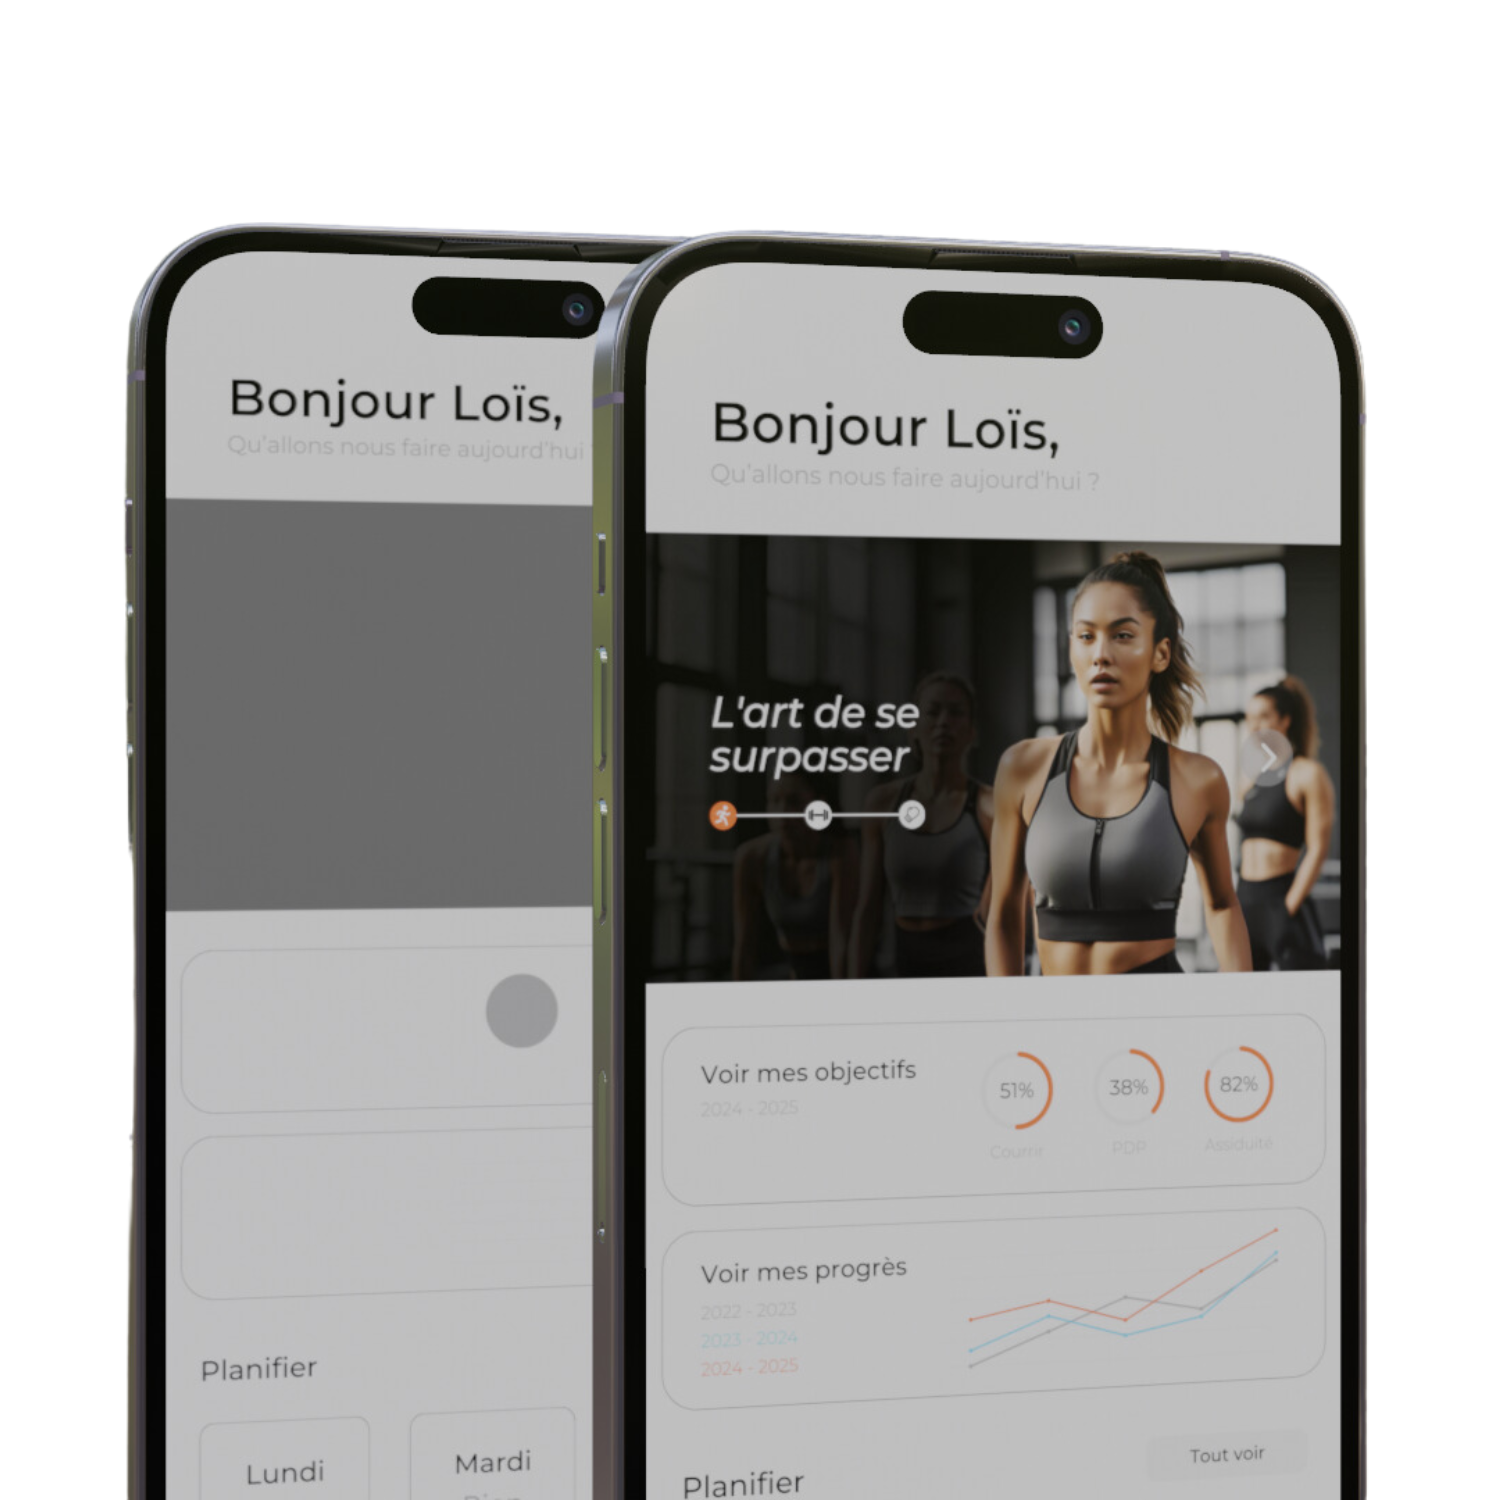 Bonjour Loïs,
Qu'allons nous faire aujourd'hui
Planifier
Lundi
Mardi
Rien
Bonjour Loïs,
Qu'allons nous faire aujourd'hui ?
L'art de se
surpasser
Voir mes objectifs
2024 - 2025
51%
38%
82%
Courrir
PDP
Assiduité
Voir mes progrès
2022 - 2023
2023 - 2024
2024 - 2025
Tout voir
Planifier